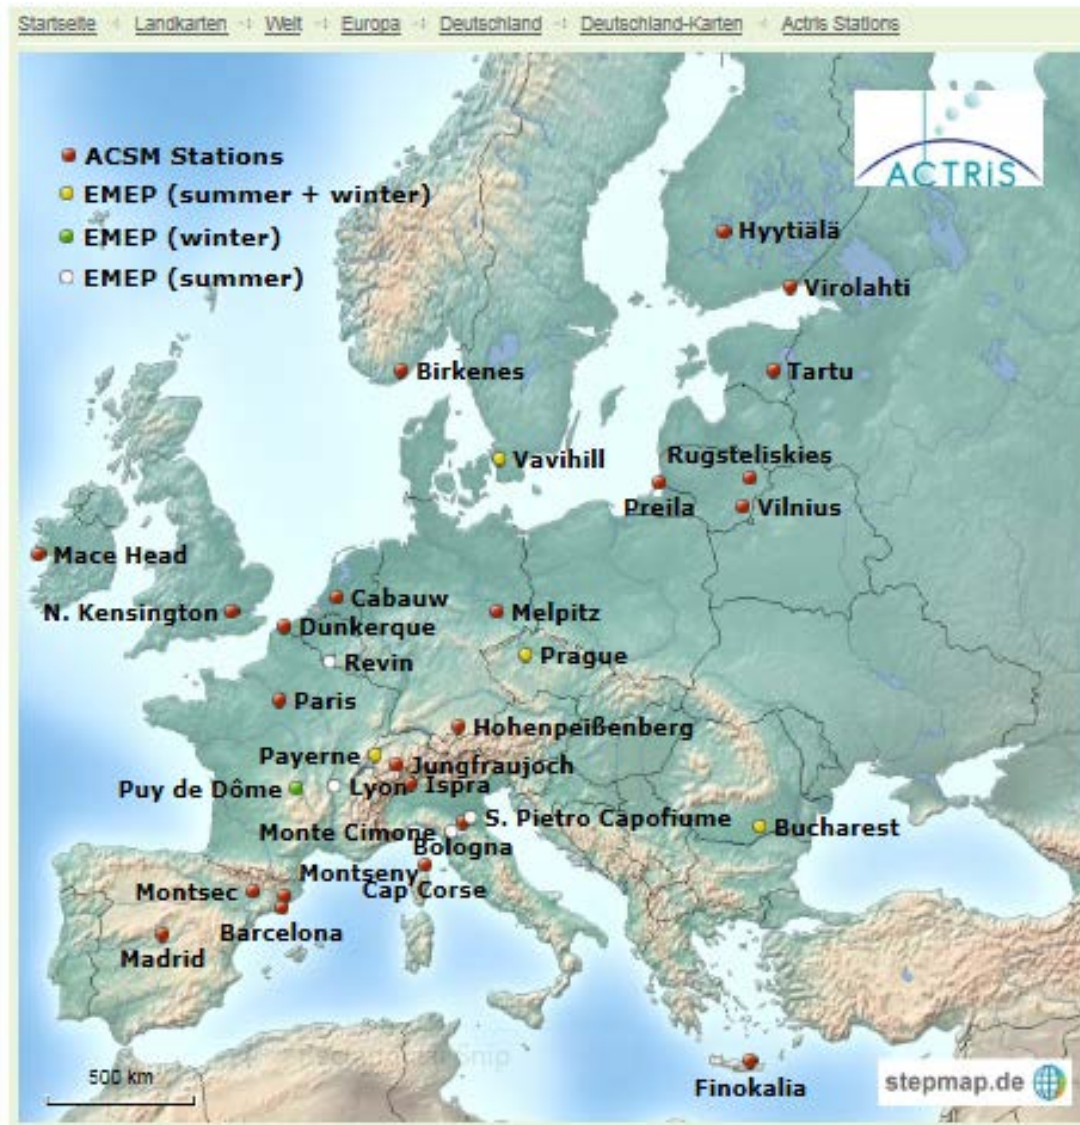 Startseite Landkarten Welt Europa Deutschland Deutschland-Karten Actris Stations
ACTRiS
ACSM Stations
EMEP (summer + winter)
EMEP (winter)
EMEP (summer)
Hyytiälä
Virolahti
Birkenes
Tartu
Vavihill
Rugsteliskies
Preila
Vilnius
Mace Head
N. Kensington
Cabauw
Melpitz
Dunkerque
Prague
Revin
Paris
Hohenpeißenberg
Payerne
Jungfraujoch
Puy de Dôme
Lyon
Ispra
S. Pietro Capofiume
Monte Cimone
Bucharest
Bologna
Montseny
Montsec
Cap Corse
Barcelona
Madrid
500 km
Finokalia
stepmap.de